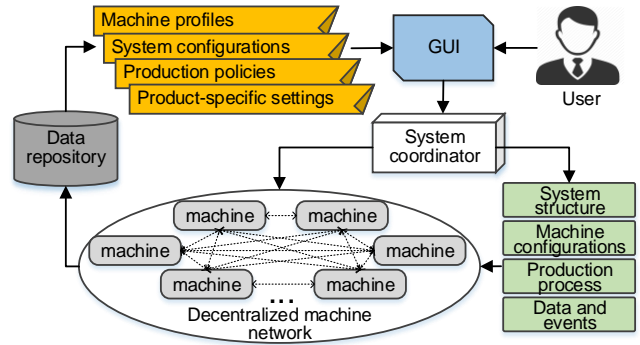 Machine profiles
System configurations
Production policies
Product-specific settings
GUI
User
Data
repository
System
coordinator
System
structure
Machine
configurations
Production
process
Data and
events
machine
machine
machine
machine
machine
machine
...
Decentralized machine
network